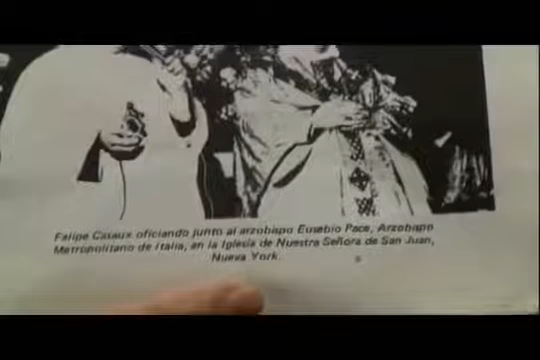 Felipe Casaux oficiando junto al arzobispo Eusebio Pace, Arzobispo
Metropolitano de Italia, en la Iglesia de Nuestra Señora de San Juan,
Nueva York.